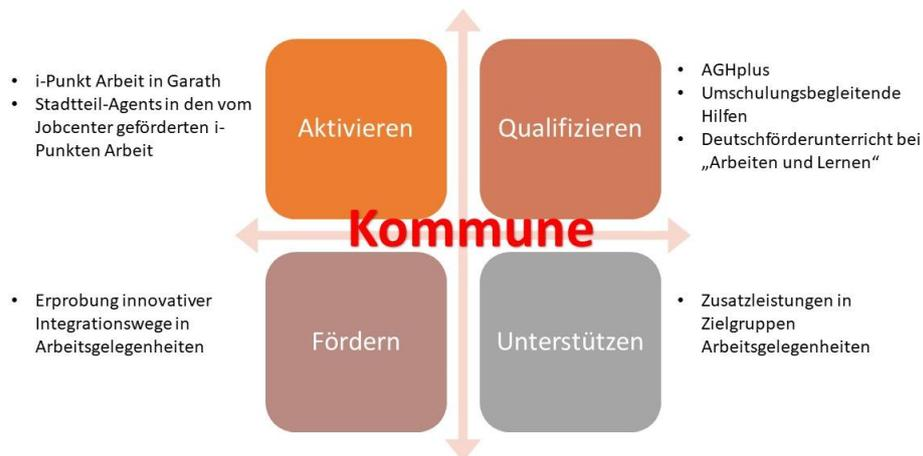 • i-Punkt Arbeit in Garath
• Stadtteil-Agents in den vom
Jobcenter geförderten i-
Punkten Arbeit
Aktivieren
Qualifizieren
• AGHplus
• Umschulungsbegleitende
Hilfen
• Deutschförderunterricht bei
„Arbeiten und Lernen“
Kommune
• Erprobung innovativer
Integrationswege in
Arbeitsgelegenheiten
Fördern
Unterstützen
• Zusatzleistungen in
Zielgruppen
Arbeitsgelegenheiten